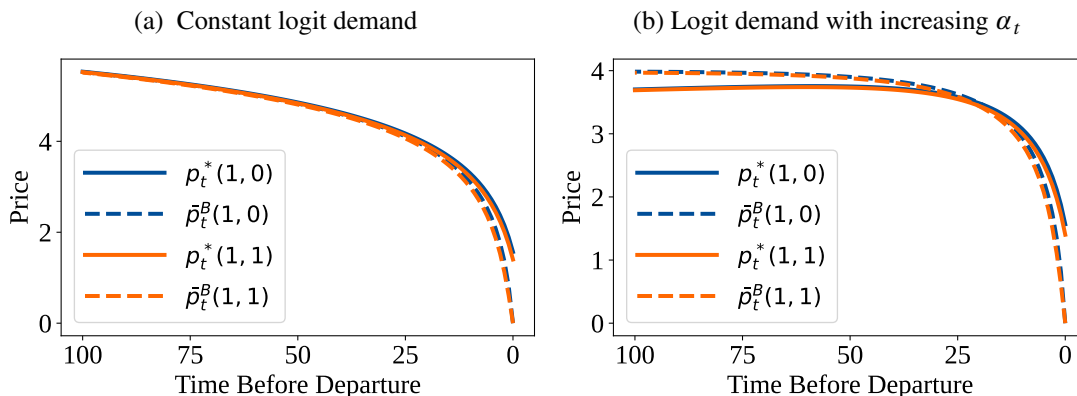 (a) Constant logit demand
Price
4
2
0
p_t^*(1, 0)
p̄_t^B(1, 0)
p_t^*(1, 1)
p̄_t^B(1, 1)
100 75 50 25 0
Time Before Departure
(b) Logit demand with increasing α_t
Price
4
3
2
1
0
p_t^*(1, 0)
p̄_t^B(1, 0)
p_t^*(1, 1)
p̄_t^B(1, 1)
100 75 50 25 0
Time Before Departure